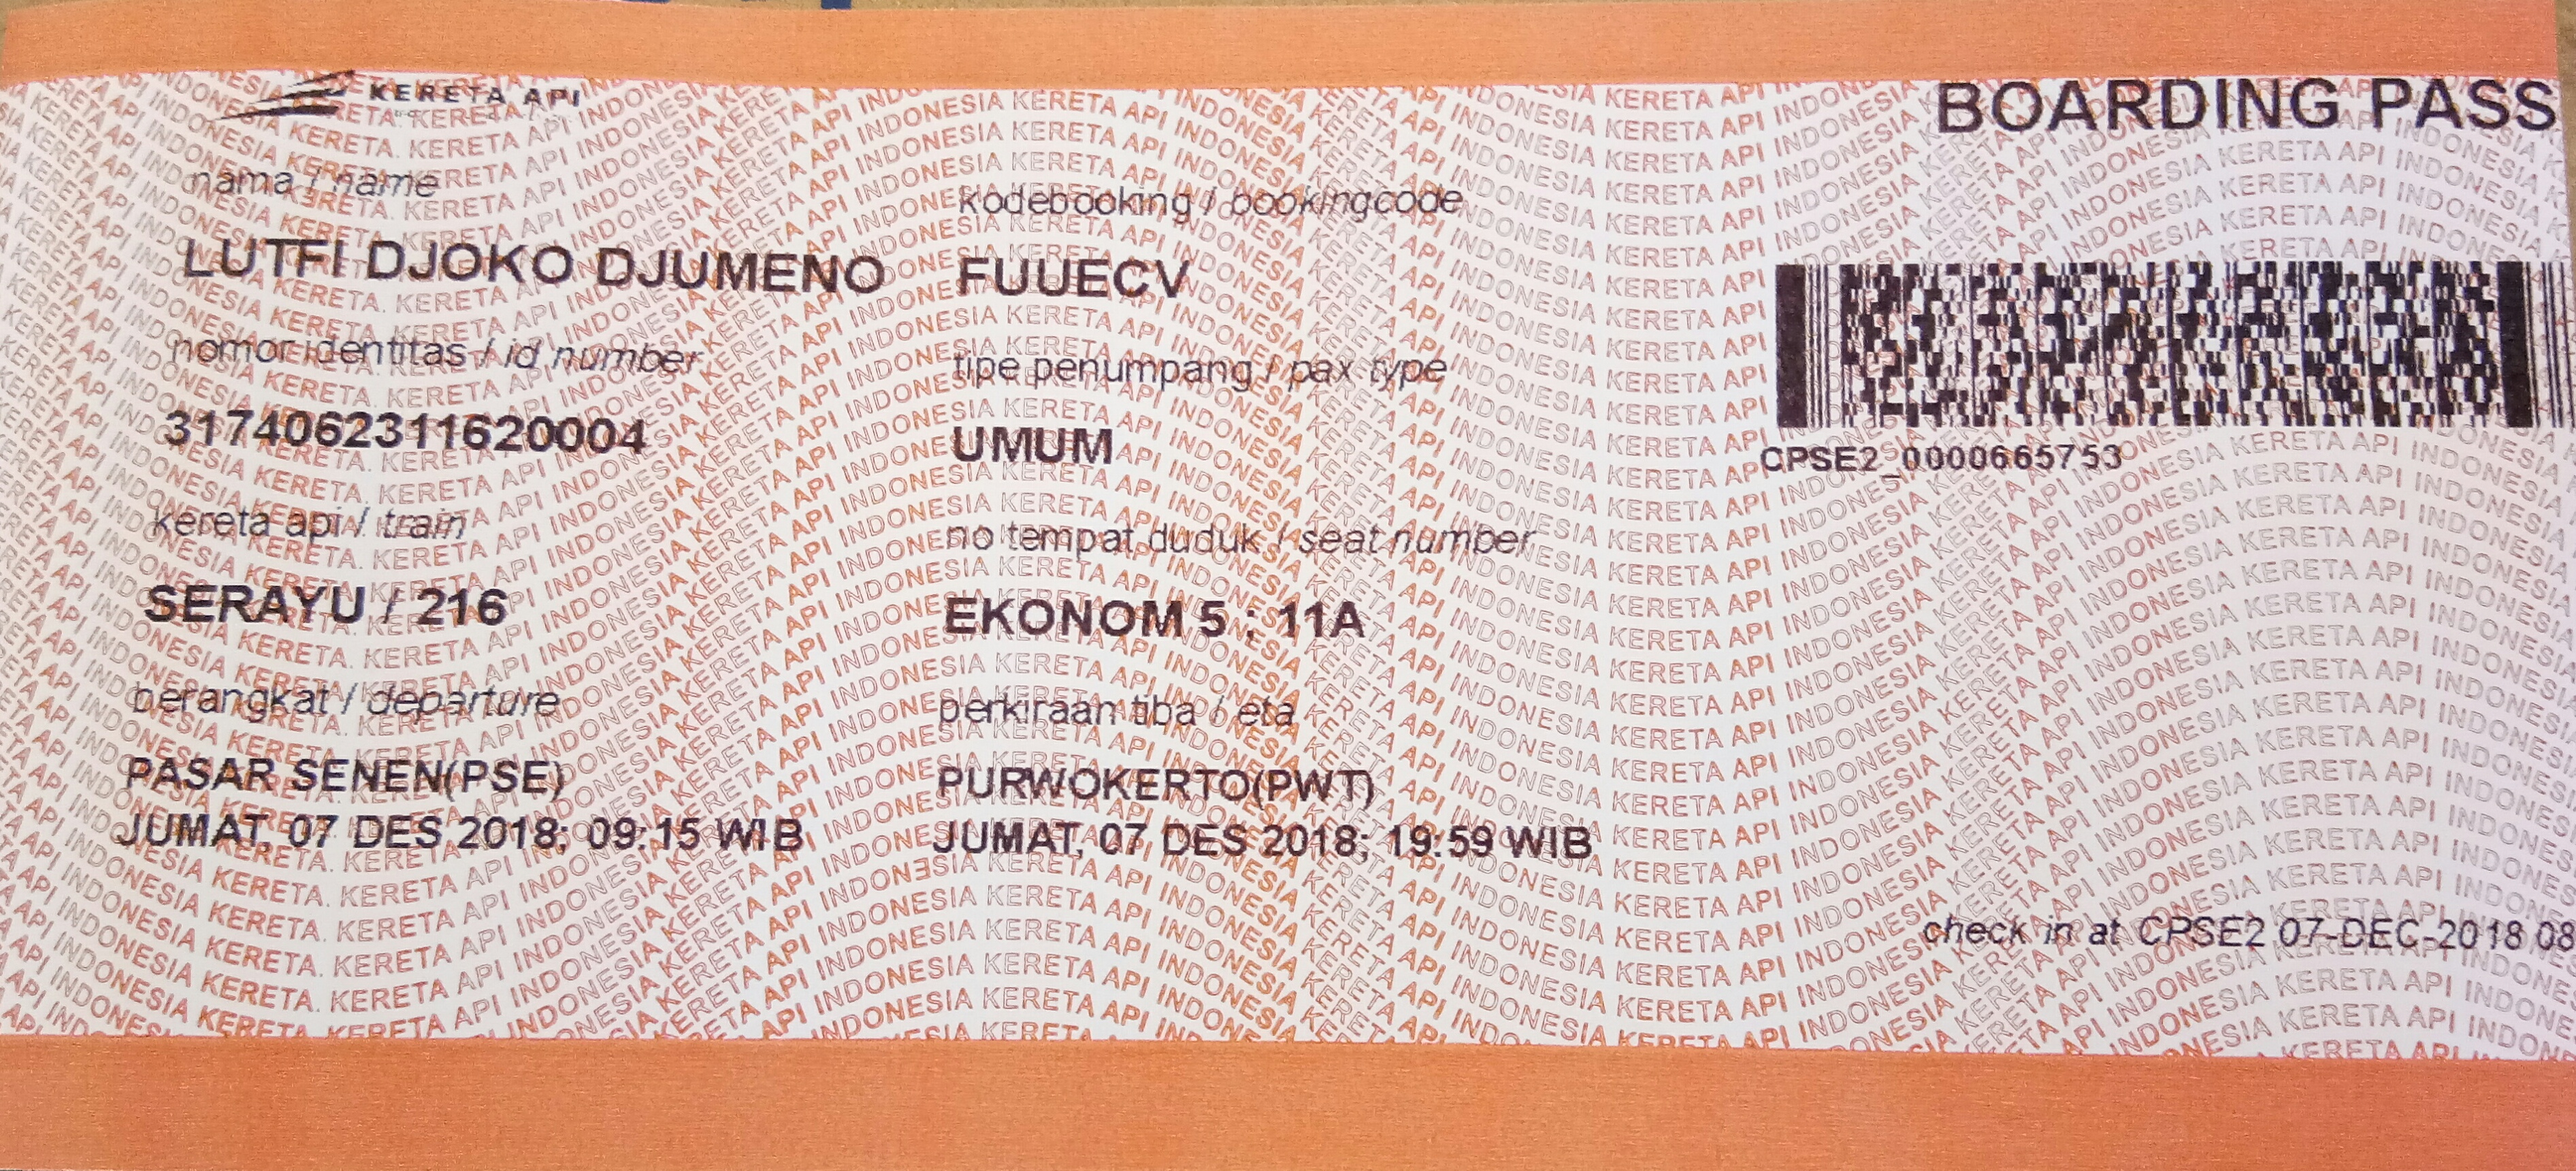 KERETA API
BOARDING PASS
nama / name
LUTFI DJOKO DJUMENO
kodebooking / bookingcode
FUUECV
nomor identitas / id number
3174062311620004
tipe penumpang / pax type
UMUM
CPSE2_0000665753
kereta api / train
SERAYU / 216
no tempat duduk / seat number
EKONOM 5 ; 11A
berangkat / departure
PASAR SENEN(PSE)
JUMAT, 07 DES 2018; 09:15 WIB
perkiraan tiba / eta
PURWOKERTO(PWT)
JUMAT, 07 DES 2018; 19:59 WIB
check in at CPSE2 07-DEC-2018 08